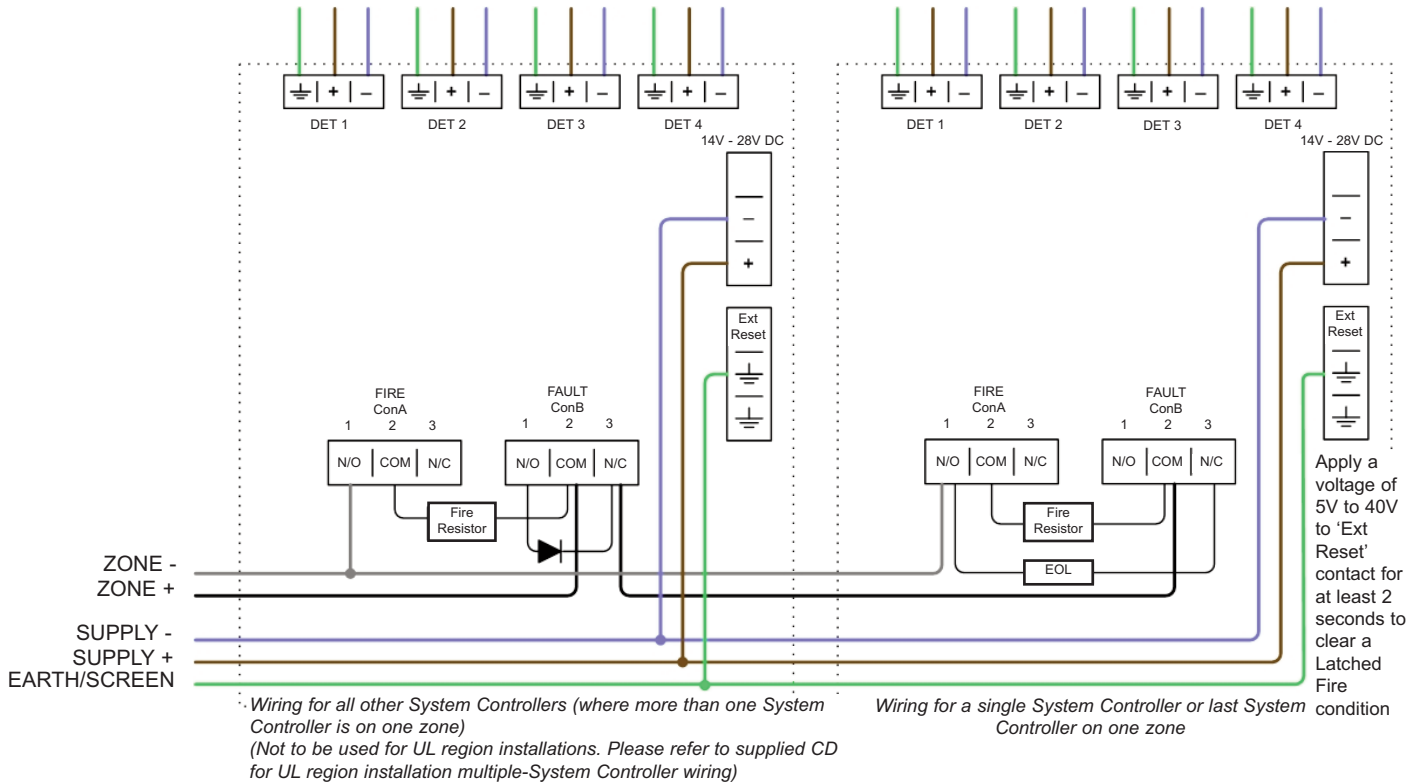 DET 1
DET 2
DET 3
DET 4
14V - 28V DC
–
+
Ext
Reset
FIRE
ConA
1 2 3
N/O COM N/C
FAULT
ConB
1 2 3
N/O COM N/C
Fire
Resistor
DET 1
DET 2
DET 3
DET 4
14V - 28V DC
–
+
Ext
Reset
FIRE
ConA
1 2 3
N/O COM N/C
FAULT
ConB
1 2 3
N/O COM N/C
Fire
Resistor
EOL
Apply a
voltage of
5V to 40V
to ‘Ext
Reset’
contact for
at least 2
seconds to
clear a
Latched
Fire
condition
ZONE -
ZONE +
SUPPLY -
SUPPLY +
EARTH/SCREEN
Wiring for all other System Controllers (where more than one System
Controller is on one zone)
(Not to be used for UL region installations. Please refer to supplied CD
for UL region installation multiple-System Controller wiring)
Wiring for a single System Controller or last System
Controller on one zone